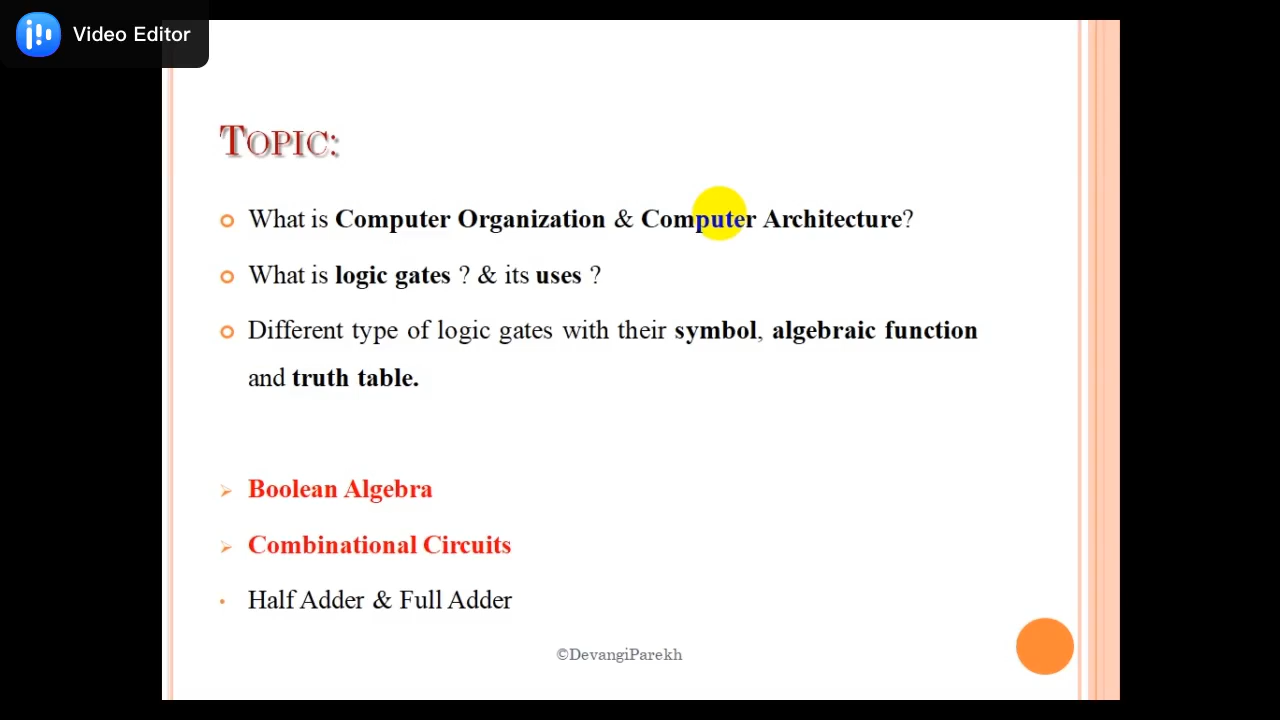 Video Editor
TOPIC:
What is Computer Organization & Computer Architecture?
What is logic gates ? & its uses ?
Different type of logic gates with their symbol, algebraic function
and truth table.
Boolean Algebra
Combinational Circuits
Half Adder & Full Adder
©DevangiParekh